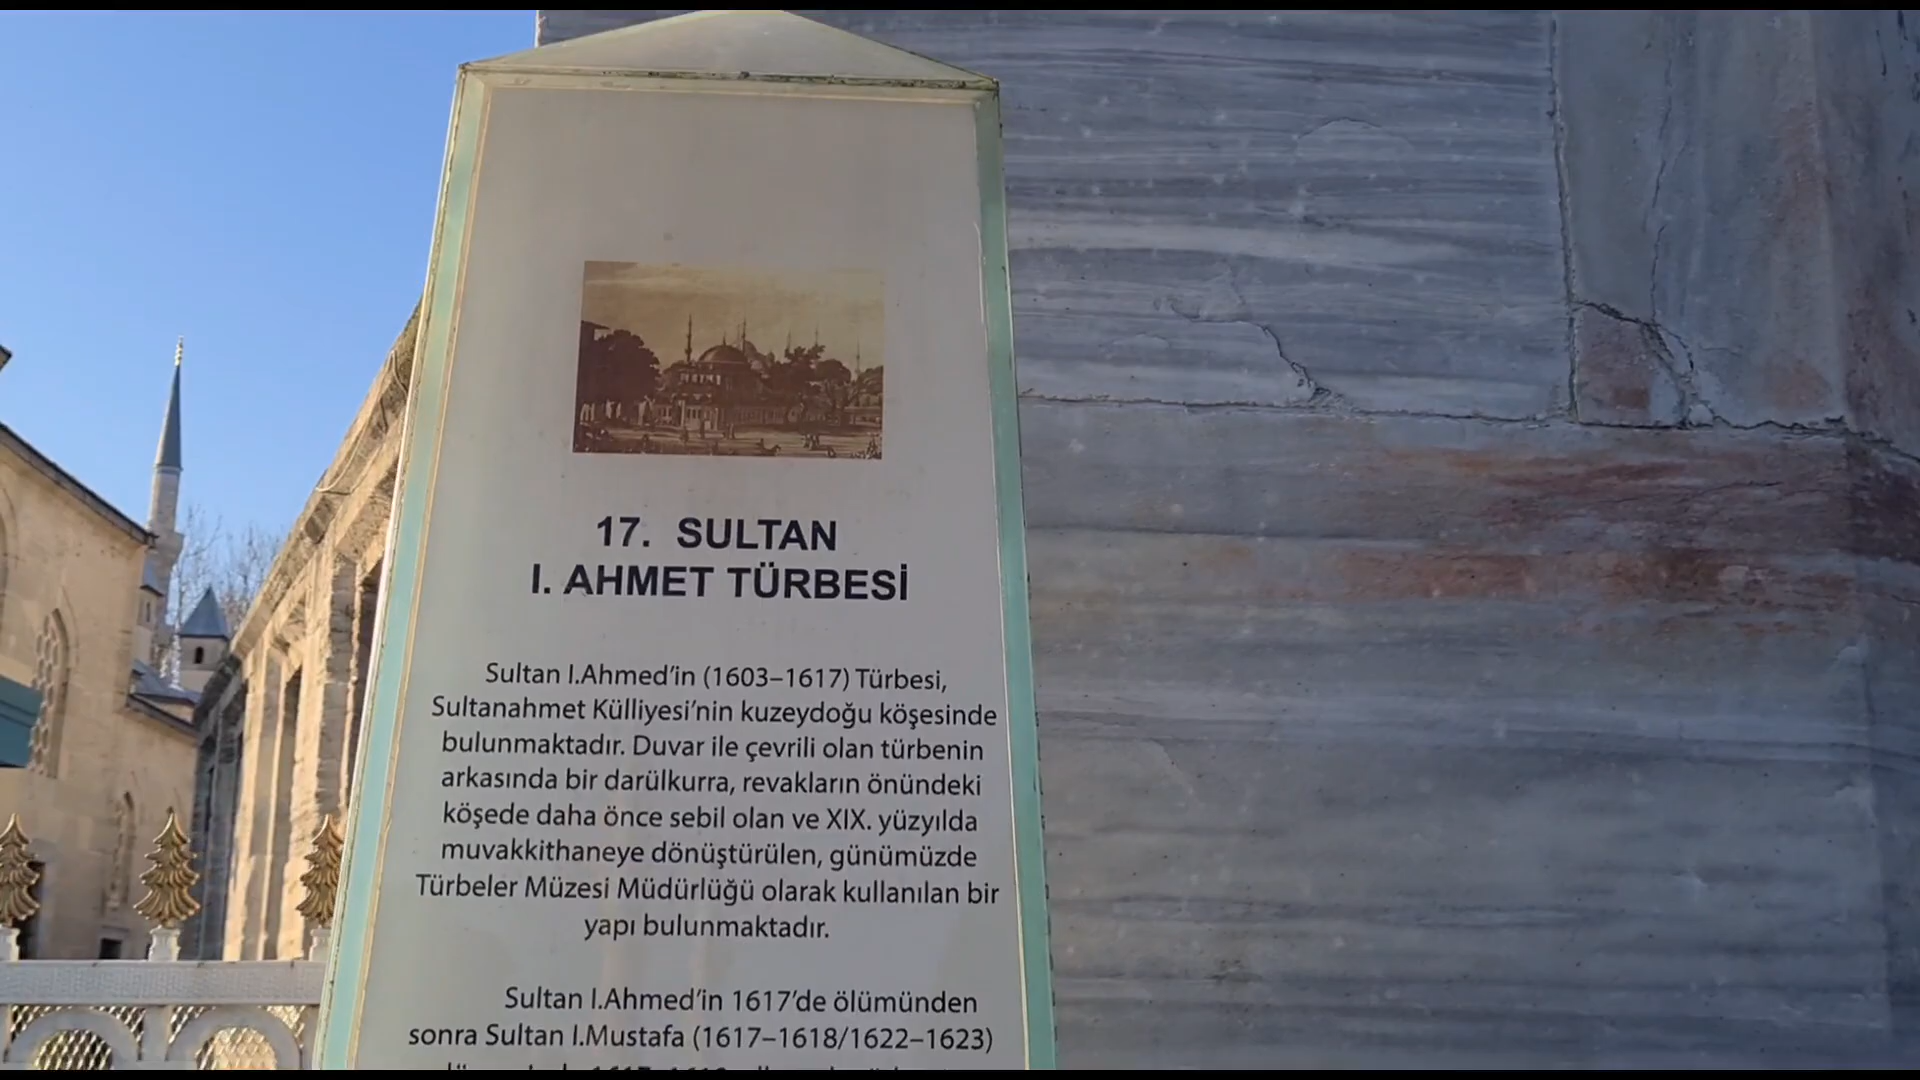 17. SULTAN
I. AHMET TÜRBESİ
Sultan I.Ahmed’in (1603–1617) Türbesi,
Sultanahmet Külliyesi’nin kuzeydoğu köşesinde
bulunmaktadır. Duvar ile çevrili olan türbenin
arkasında bir darülkurra, revakların önündeki
köşede daha önce sebil olan ve XIX. yüzyılda
muvakkithaneye dönüştürülen, günümüzde
Türbeler Müzesi Müdürlüğü olarak kullanılan bir
yapı bulunmaktadır.
Sultan I.Ahmed’in 1617’de ölümünden
sonra Sultan I.Mustafa (1617–1618/1622–1623)